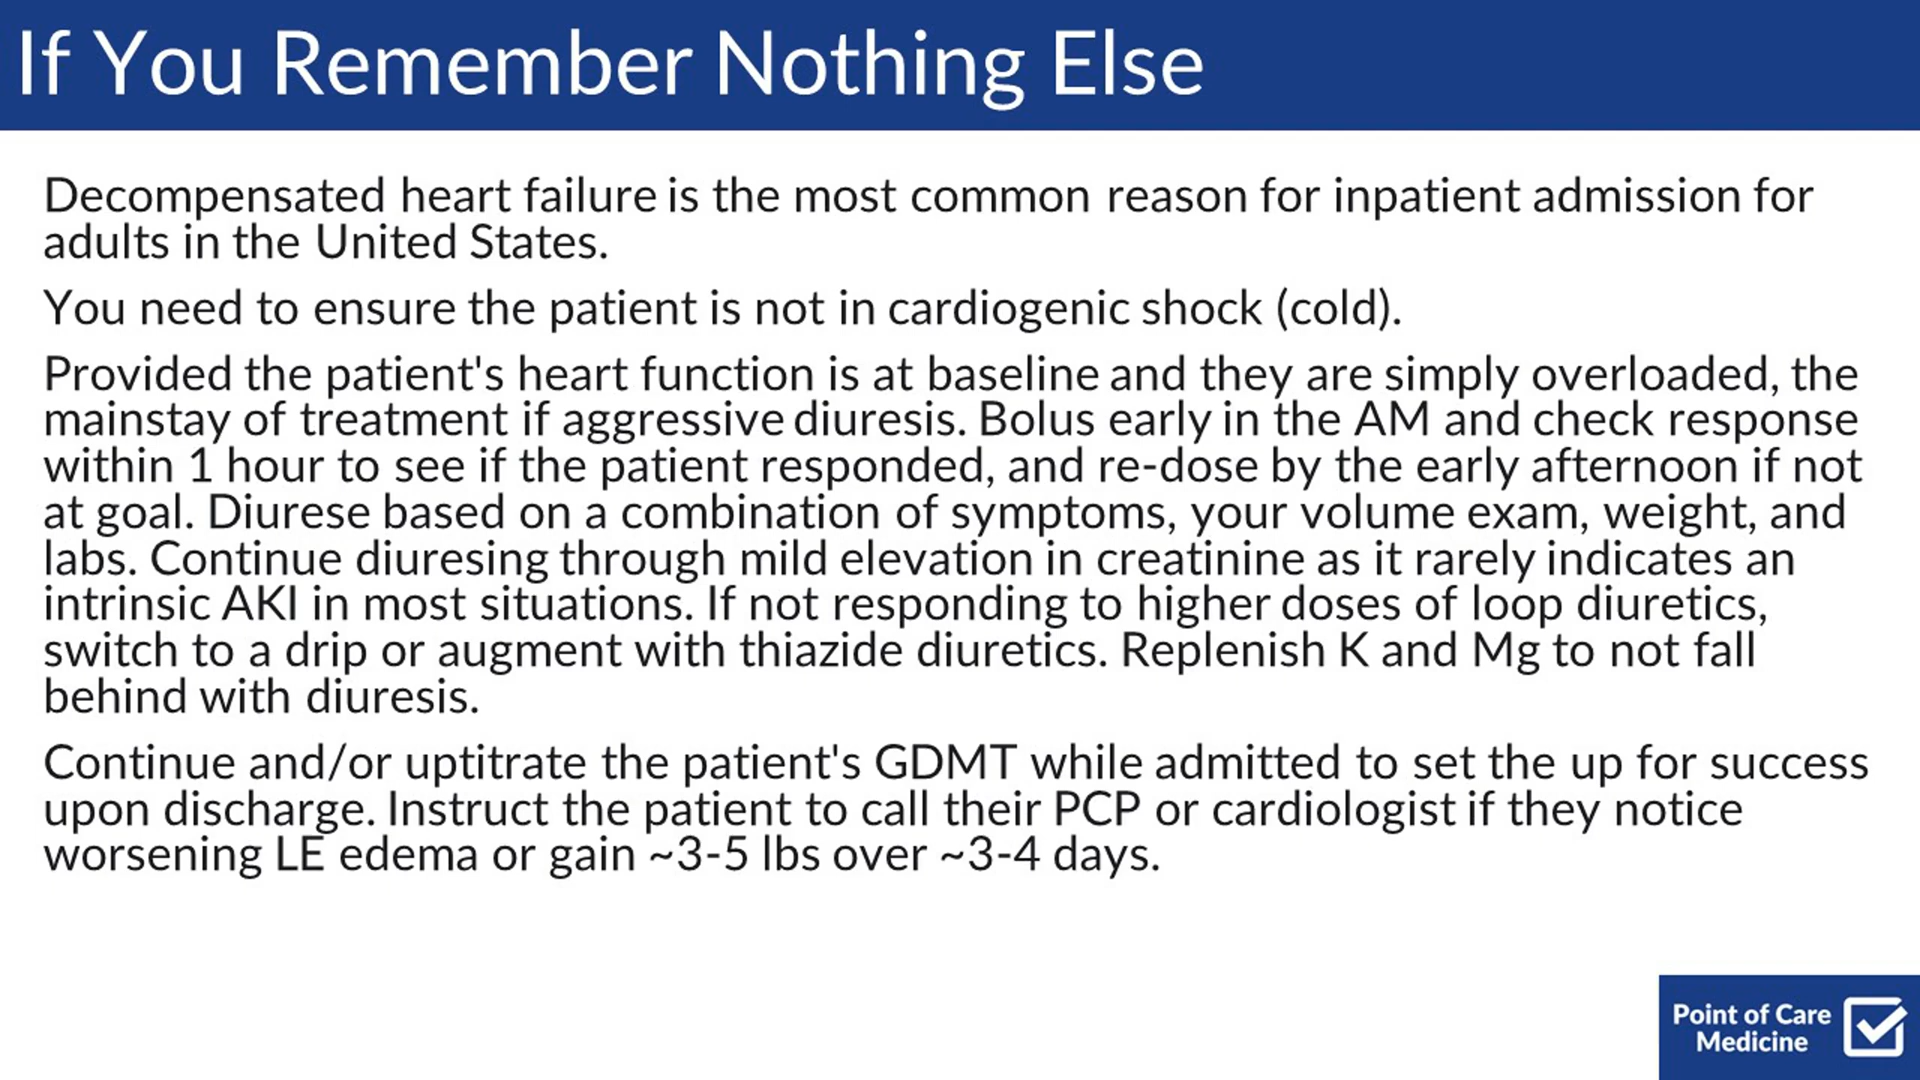 If You Remember Nothing Else
Decompensated heart failure is the most common reason for inpatient admission for
adults in the United States.
You need to ensure the patient is not in cardiogenic shock (cold).
Provided the patient's heart function is at baseline and they are simply overloaded, the
mainstay of treatment if aggressive diuresis. Bolus early in the AM and check response
within 1 hour to see if the patient responded, and re-dose by the early afternoon if not
at goal. Diurese based on a combination of symptoms, your volume exam, weight, and
labs. Continue diuresing through mild elevation in creatinine as it rarely indicates an
intrinsic AKI in most situations. If not responding to higher doses of loop diuretics,
switch to a drip or augment with thiazide diuretics. Replenish K and Mg to not fall
behind with diuresis.
Continue and/or uptitrate the patient's GDMT while admitted to set the up for success
upon discharge. Instruct the patient to call their PCP or cardiologist if they notice
worsening LE edema or gain ~3-5 lbs over ~3-4 days.
Point of Care
Medicine